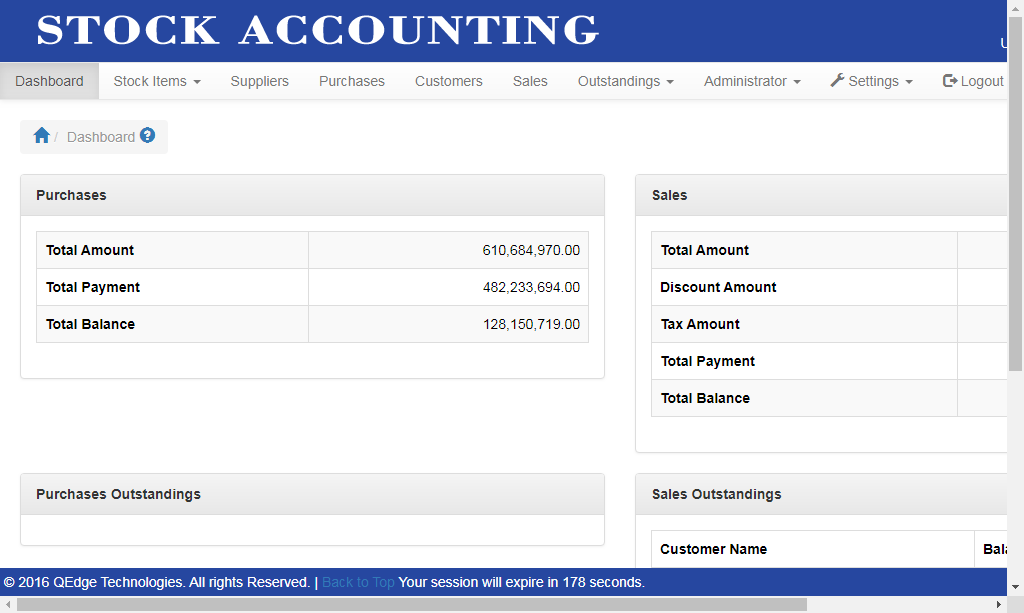 STOCK ACCOUNTING
Dashboard Stock Items Suppliers Purchases Customers Sales Outstandings Administrator Settings Logout
/ Dashboard
Purchases
Total Amount 610,684,970.00
Total Payment 482,233,694.00
Total Balance 128,150,719.00
Sales
Total Amount
Discount Amount
Tax Amount
Total Payment
Total Balance
Purchases Outstandings
Sales Outstandings
Customer Name
© 2016 QEdge Technologies. All rights Reserved. | Back to Top Your session will expire in 178 seconds.